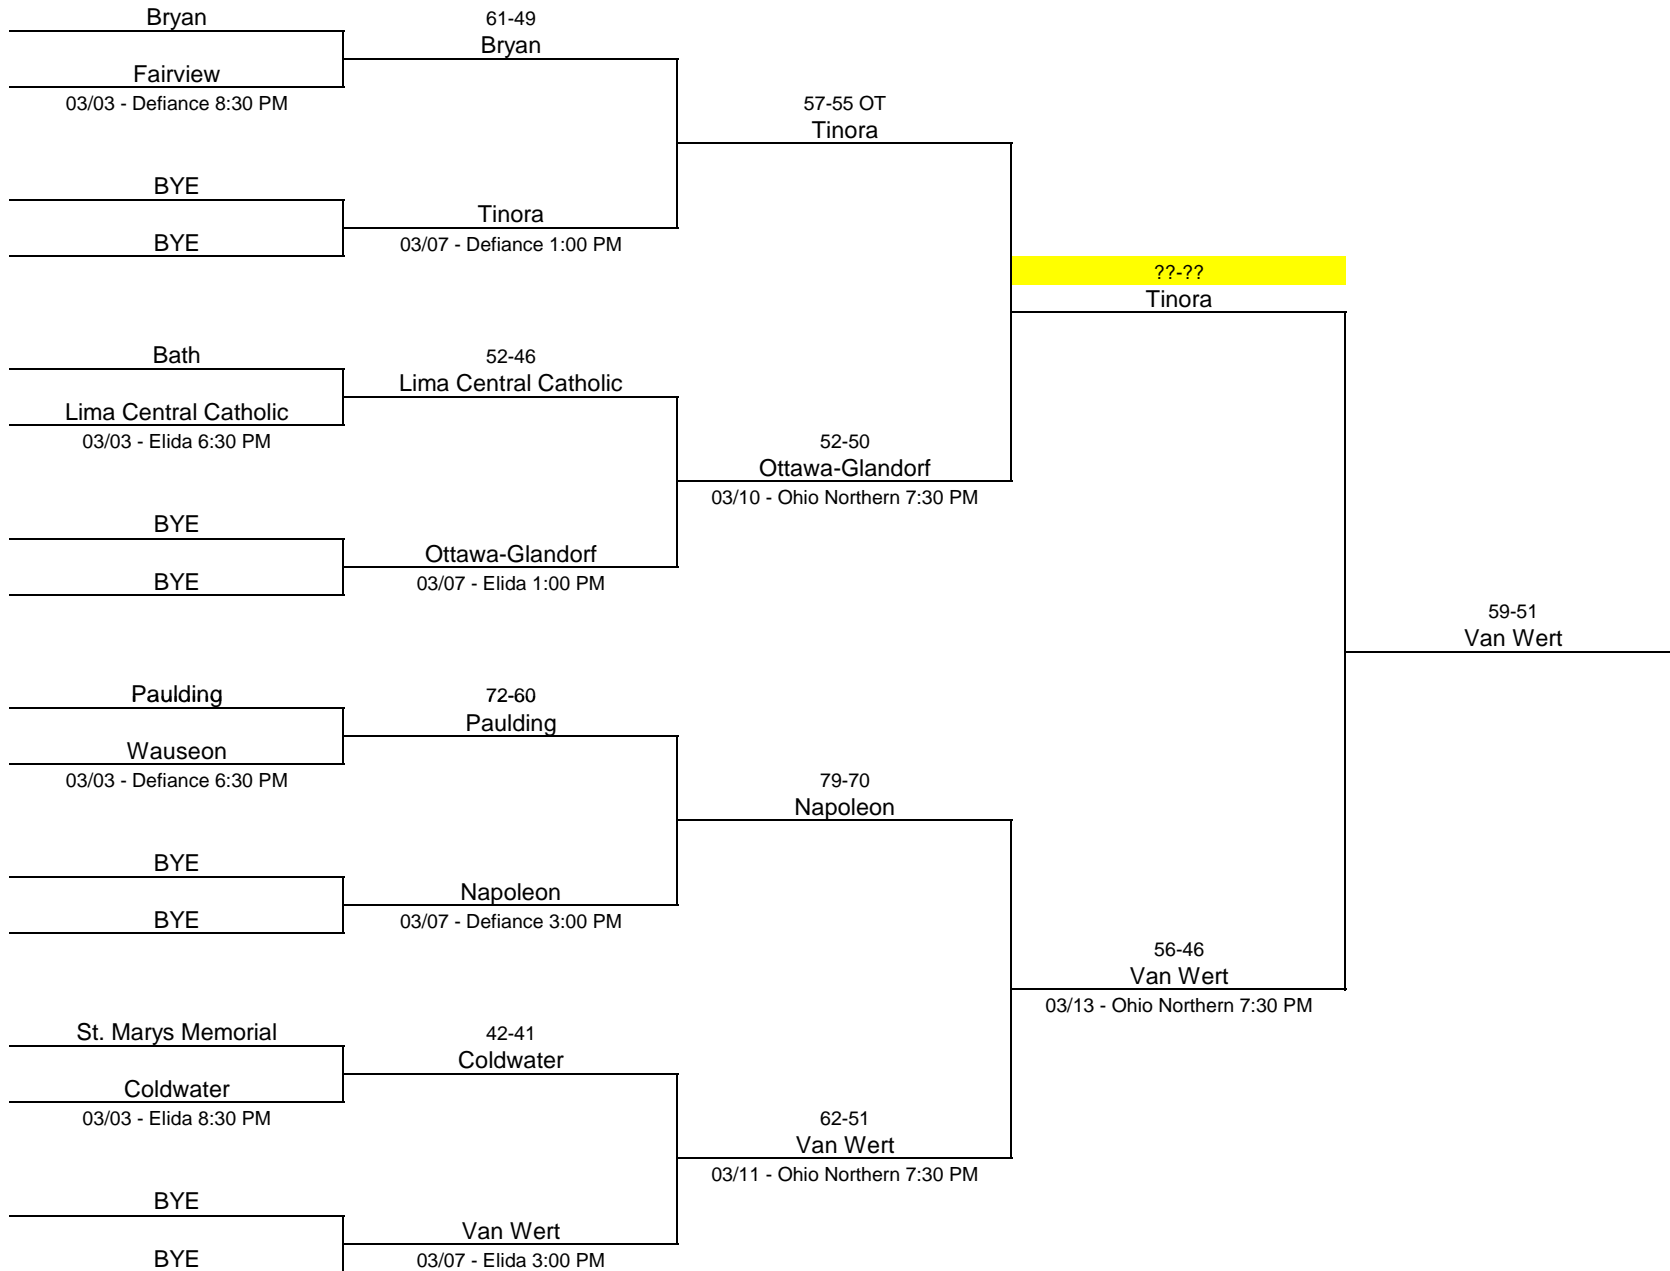 Bryan
61-49
Bryan
Fairview
03/03 - Defiance 8:30 PM
57-55 OT
Tinora
BYE
Tinora
BYE
03/07 - Defiance 1:00 PM
??-??
Tinora
Bath
52-46
Lima Central Catholic
Lima Central Catholic
03/03 - Elida 6:30 PM
52-50
Ottawa-Glandorf
03/10 - Ohio Northern 7:30 PM
BYE
Ottawa-Glandorf
BYE
03/07 - Elida 1:00 PM
59-51
Van Wert
Paulding
72-60
Paulding
Wauseon
03/03 - Defiance 6:30 PM
79-70
Napoleon
BYE
Napoleon
BYE
03/07 - Defiance 3:00 PM
56-46
Van Wert
03/13 - Ohio Northern 7:30 PM
St. Marys Memorial
42-41
Coldwater
Coldwater
03/03 - Elida 8:30 PM
62-51
Van Wert
03/11 - Ohio Northern 7:30 PM
BYE
Van Wert
BYE
03/07 - Elida 3:00 PM